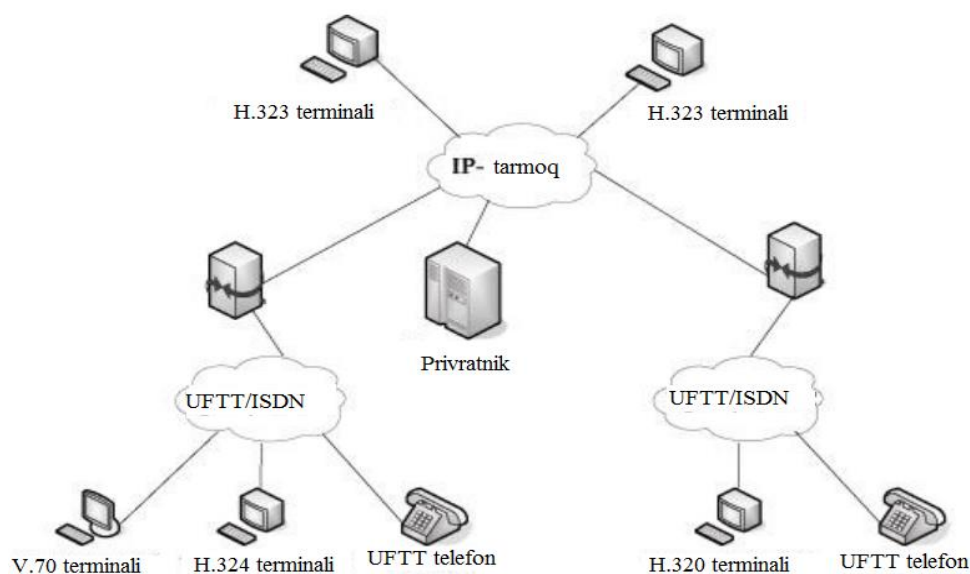 H.323 terminali
H.323 terminali
IP- tarmoq
Privratnik
UFTT/ISDN
UFTT/ISDN
V.70 terminali
H.324 terminali
UFTT telefon
H.320 terminali
UFTT telefon